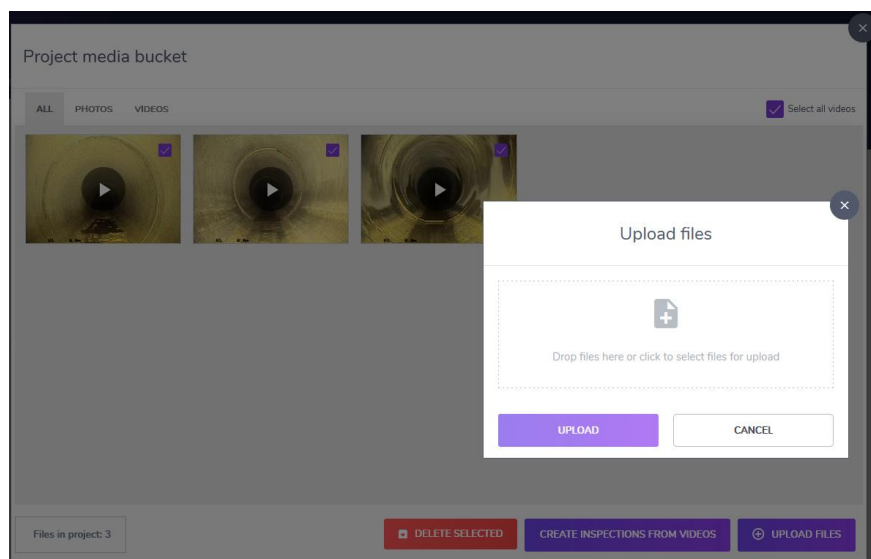 Project media bucket
ALL PHOTOS VIDEOS Select all videos
Upload files
Drop files here or click to select files for upload
UPLOAD CANCEL
Files in project: 3 DELETE SELECTED CREATE INSPECTIONS FROM VIDEOS UPLOAD FILES